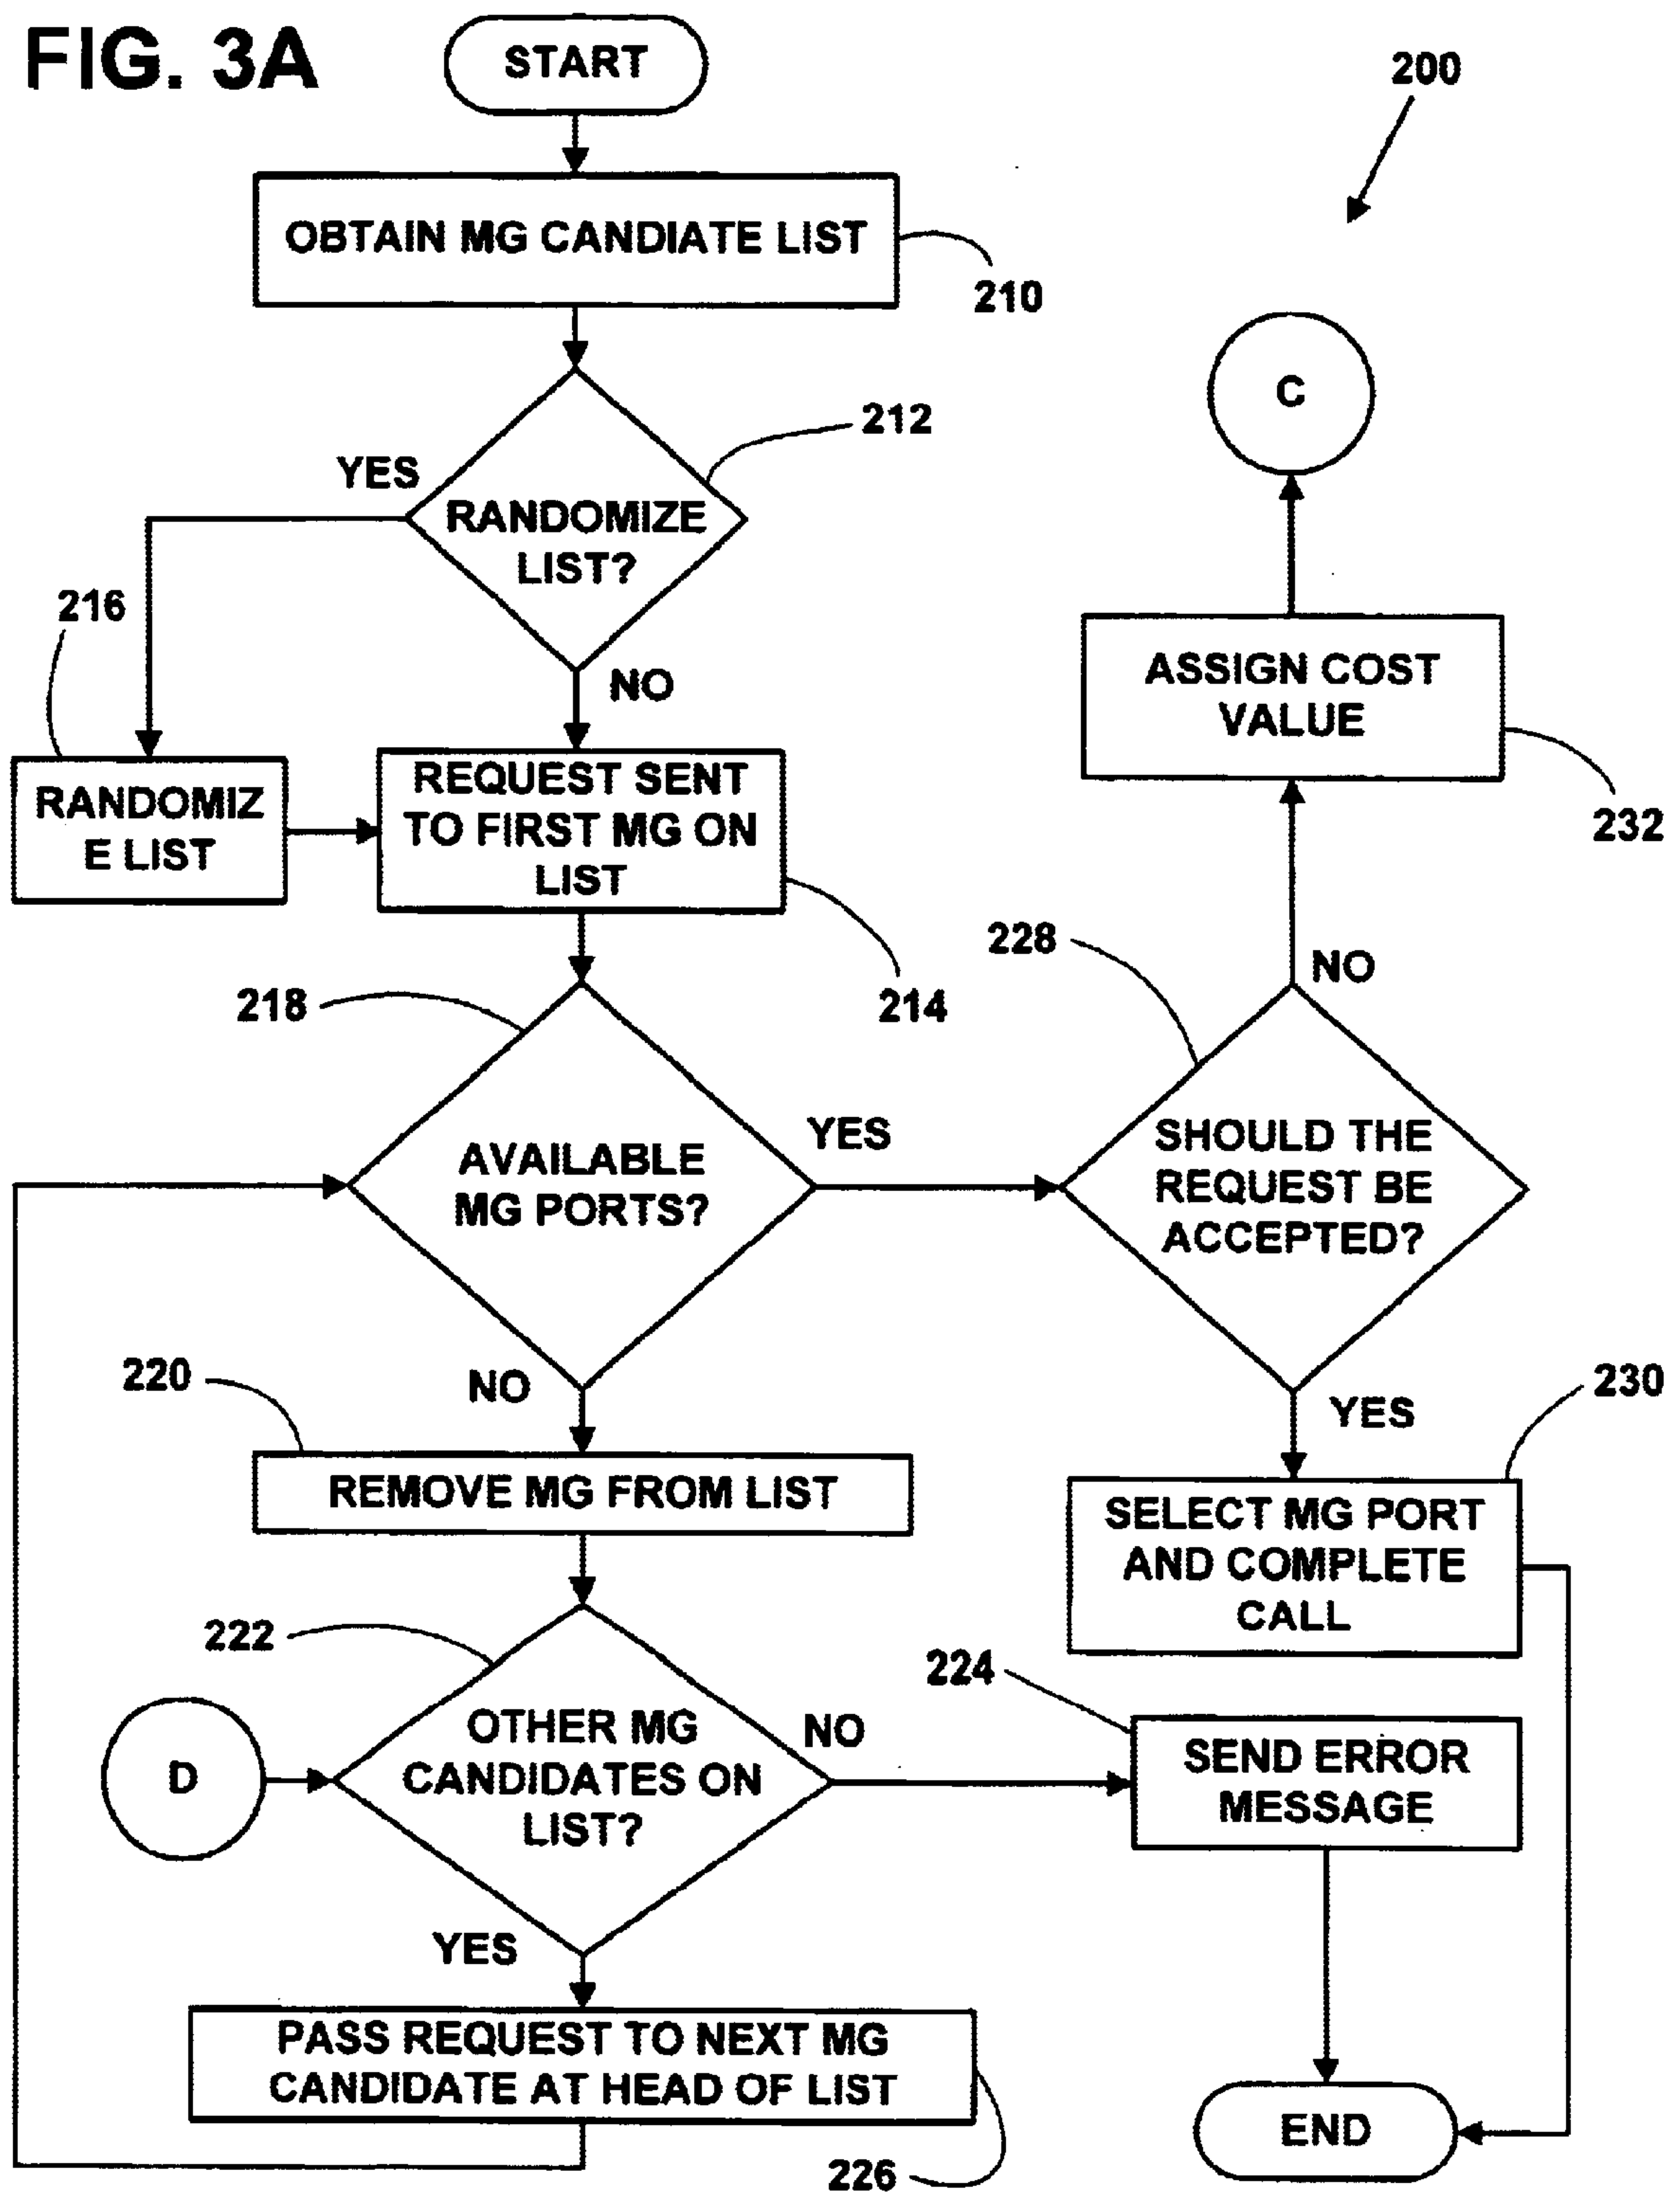 FIG. 3A
START
200
OBTAIN MG CANDIATE LIST
210
C
212
YES
RANDOMIZE
LIST?
216
NO
ASSIGN COST
VALUE
232
RANDOMIZ
E LIST
REQUEST SENT
TO FIRST MG ON
LIST
214
218
228
NO
AVAILABLE
MG PORTS?
YES
SHOULD THE
REQUEST BE
ACCEPTED?
220
NO
YES
230
REMOVE MG FROM LIST
SELECT MG PORT
AND COMPLETE
CALL
222
224
D
OTHER MG
CANDIDATES ON
LIST?
NO
SEND ERROR
MESSAGE
YES
PASS REQUEST TO NEXT MG
CANDIDATE AT HEAD OF LIST
226
END